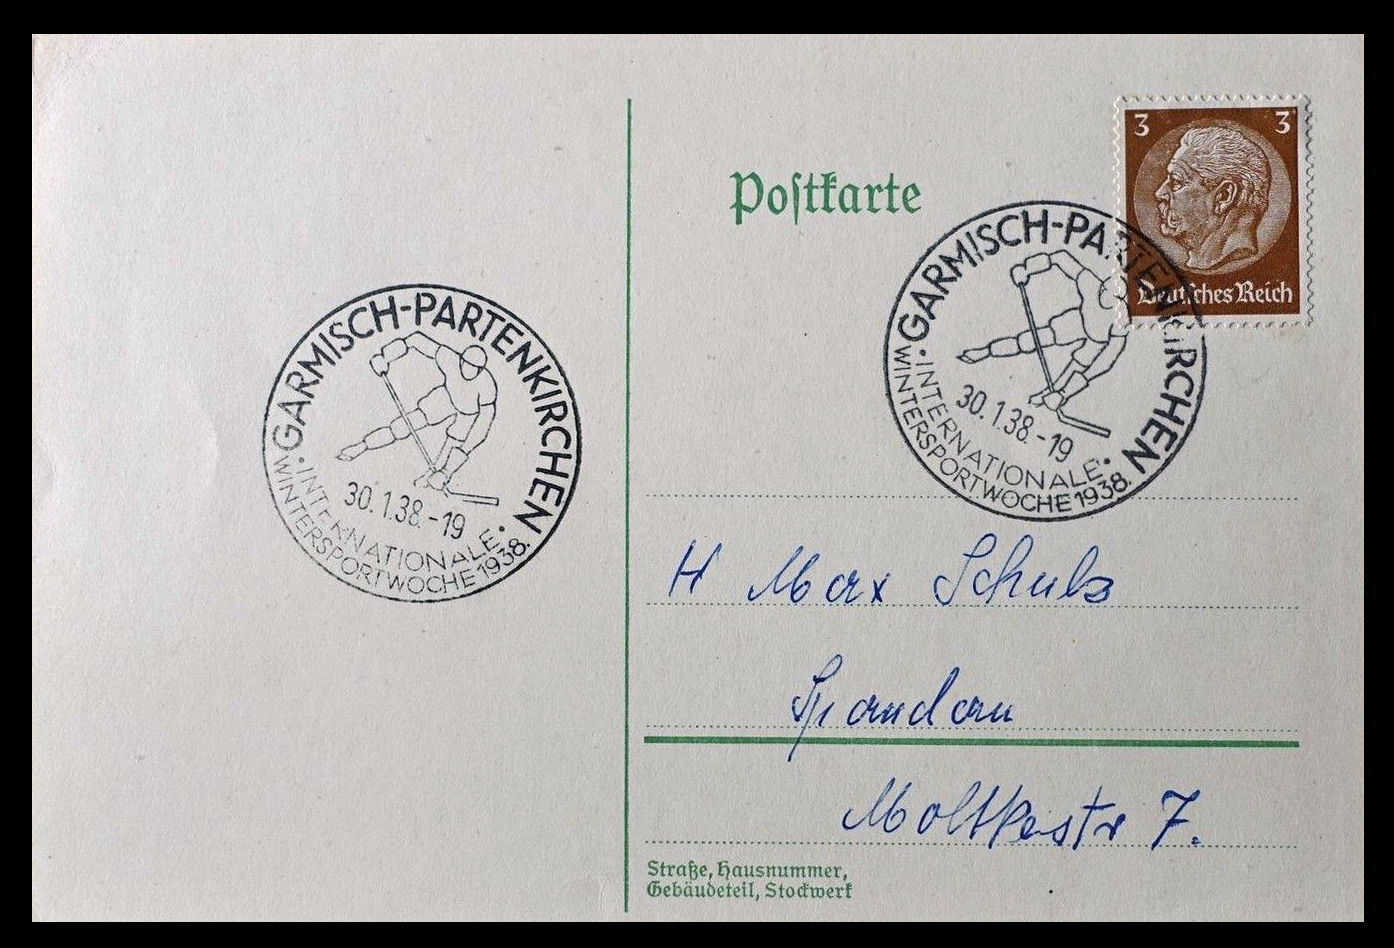 Postkarte
3 3
Deutsches Reich
GARMISCH-PARTENKIRCHEN
30.1.38.-19
· INTERNATIONALE ·
WINTERSPORTWOCHE 1938.
GARMISCH-PARTENKIRCHEN
30.1.38.-19
· INTERNATIONALE ·
WINTERSPORTWOCHE 1938.
H Max Schulz
Spandau
Moltkestr 7.
Straße, Hausnummer,
Gebäudeteil, Stockwerk